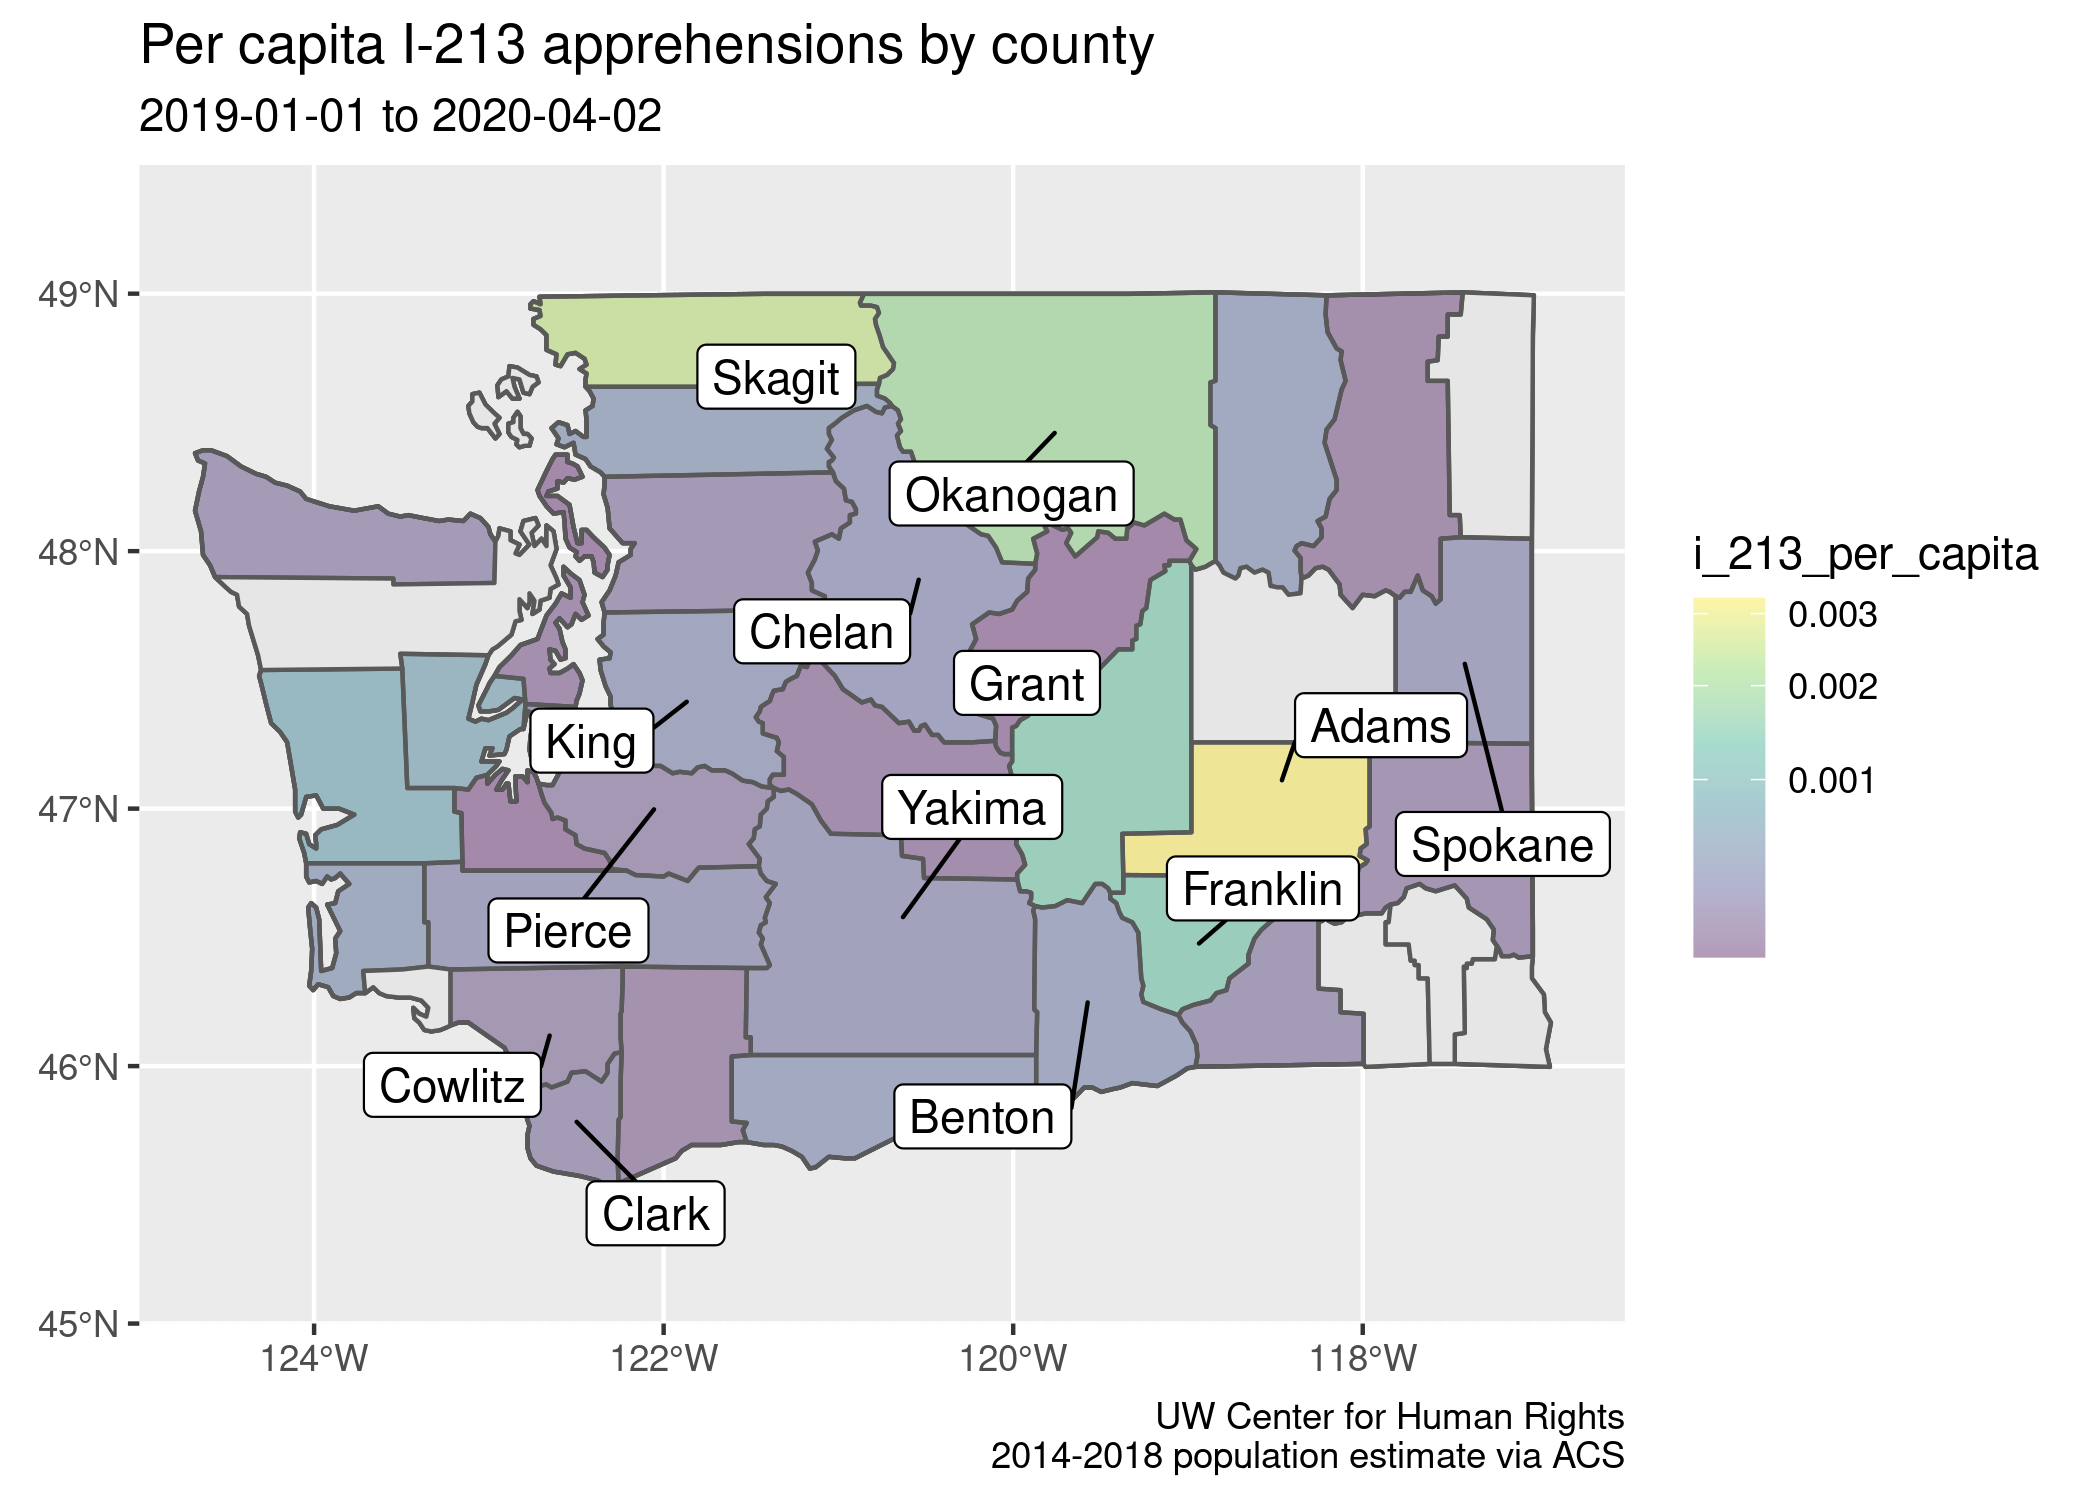 Per capita I-213 apprehensions by county
2019-01-01 to 2020-04-02
49°N
48°N
47°N
46°N
45°N
124°W
122°W
120°W
118°W
Skagit
Okanogan
Chelan
Grant
King
Adams
Yakima
Spokane
Franklin
Pierce
Cowlitz
Benton
Clark
i_213_per_capita
0.003
0.002
0.001
UW Center for Human Rights
2014-2018 population estimate via ACS